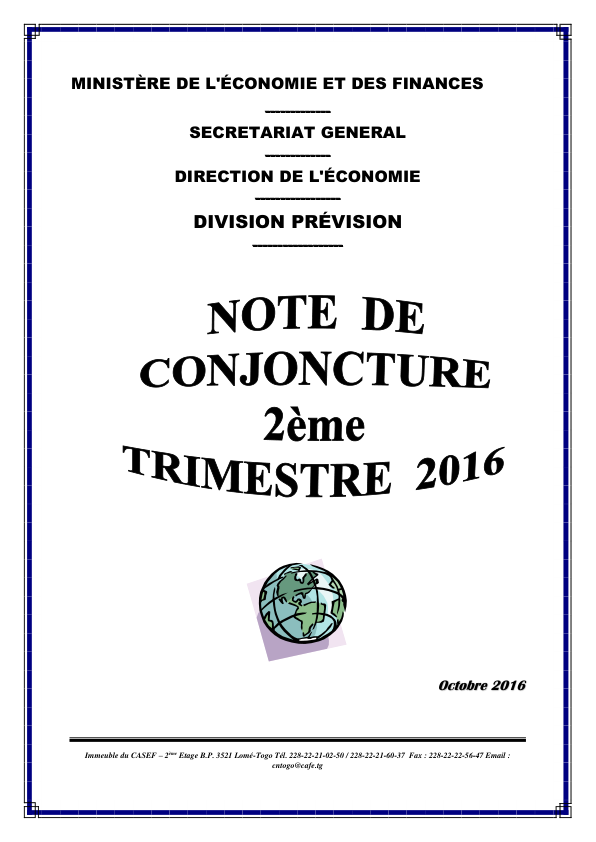 MINISTÈRE DE L'ÉCONOMIE ET DES FINANCES
-------------
SECRETARIAT GENERAL
-------------
DIRECTION DE L'ÉCONOMIE
-----------------
DIVISION PRÉVISION
------------------
NOTE DE
CONJONCTURE
2ème
TRIMESTRE 2016
Octobre 2016
Immeuble du CASEF – 2ème Etage B.P. 3521 Lomé-Togo Tél. 228-22-21-02-50 / 228-22-21-60-37 Fax : 228-22-22-56-47 Email :
cntogo@cafe.tg